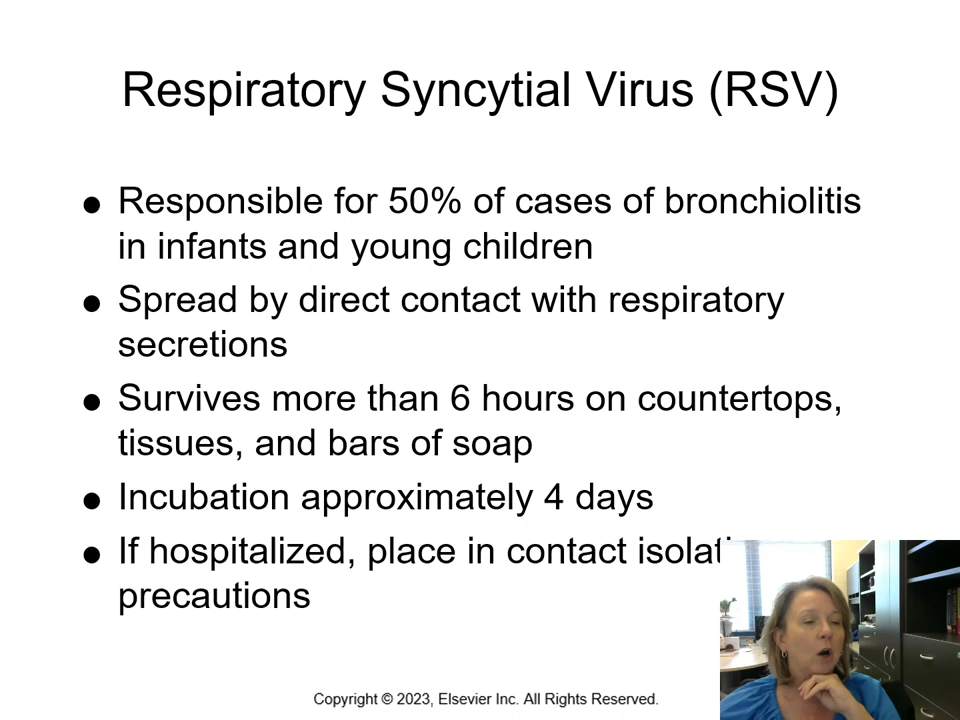 Respiratory Syncytial Virus (RSV)
● Responsible for 50% of cases of bronchiolitis
in infants and young children
● Spread by direct contact with respiratory
secretions
● Survives more than 6 hours on countertops,
tissues, and bars of soap
● Incubation approximately 4 days
● If hospitalized, place in contact
precautions
Copyright © 2023, Elsevier Inc. All Rights Reserved.